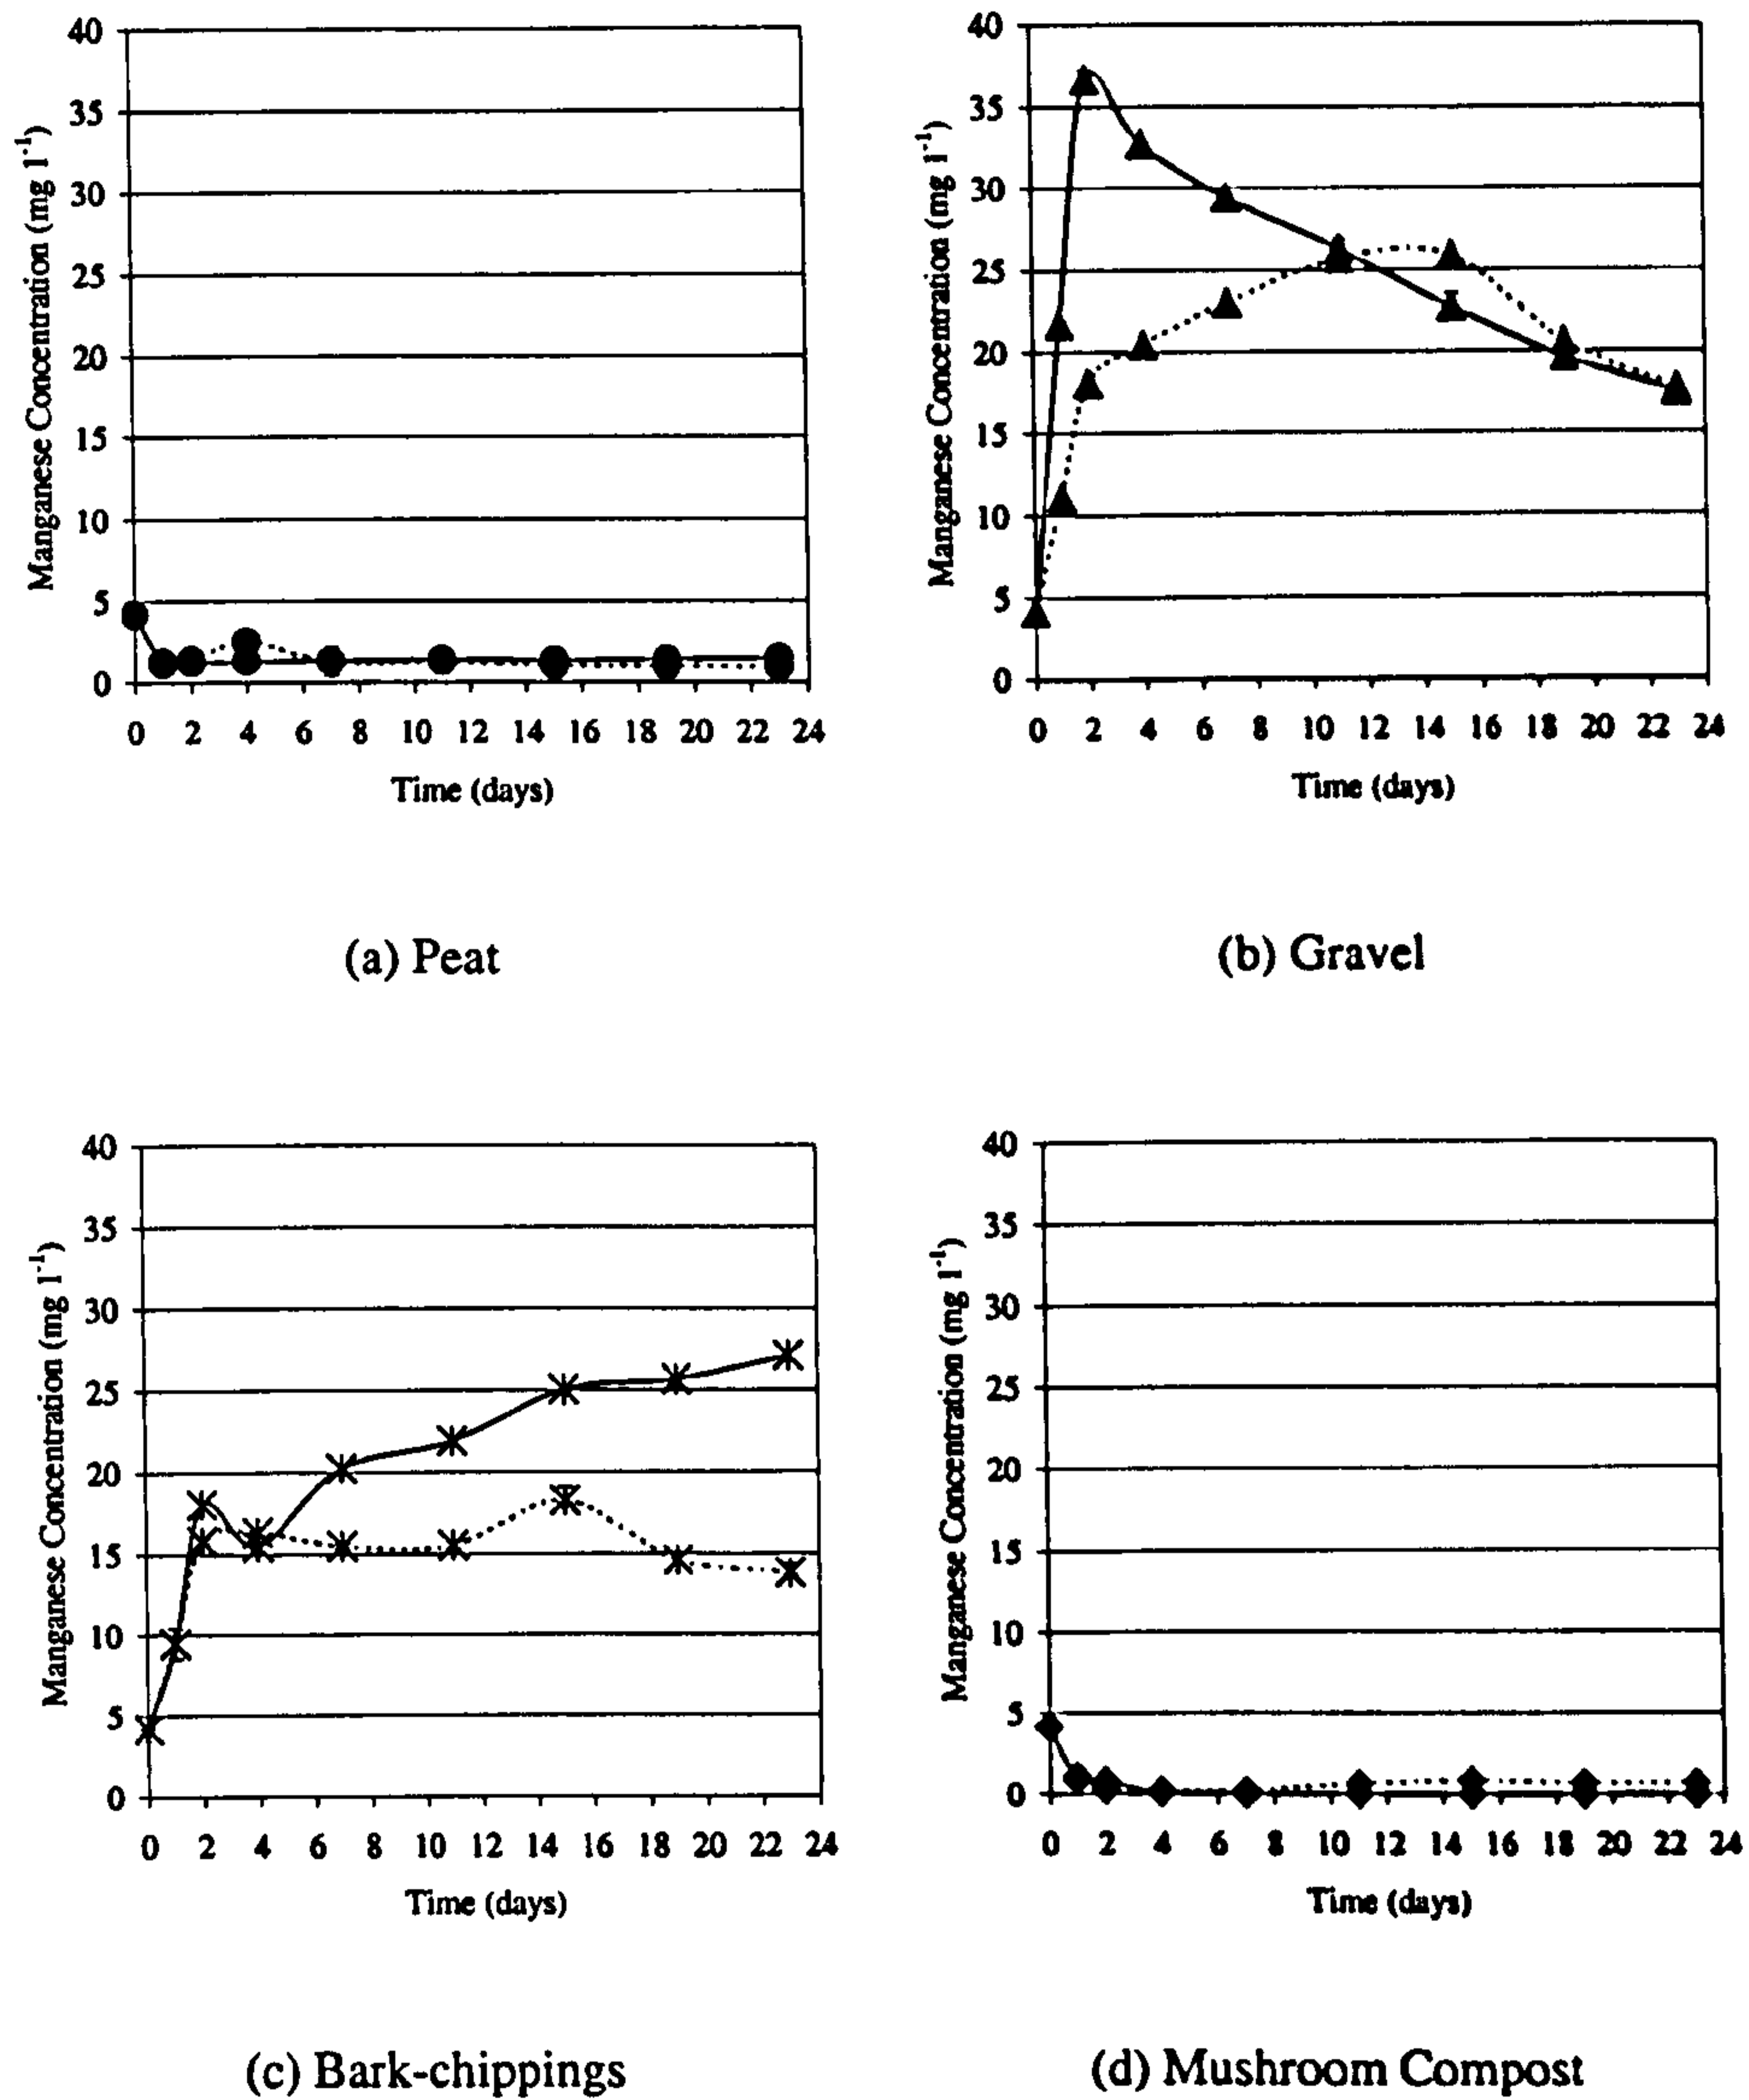 40
35
30
25
20
15
10
5
0
Manganese Concentration (mg l⁻¹)
0 2 4 6 8 10 12 14 16 18 20 22 24
Time (days)
(a) Peat
40
35
30
25
20
15
10
5
0
Manganese Concentration (mg l⁻¹)
0 2 4 6 8 10 12 14 16 18 20 22 24
Time (days)
(b) Gravel
40
35
30
25
20
15
10
5
0
Manganese Concentration (mg l⁻¹)
0 2 4 6 8 10 12 14 16 18 20 22 24
Time (days)
(c) Bark-chippings
40
35
30
25
20
15
10
5
0
Manganese Concentration (mg l⁻¹)
0 2 4 6 8 10 12 14 16 18 20 22 24
Time (days)
(d) Mushroom Compost